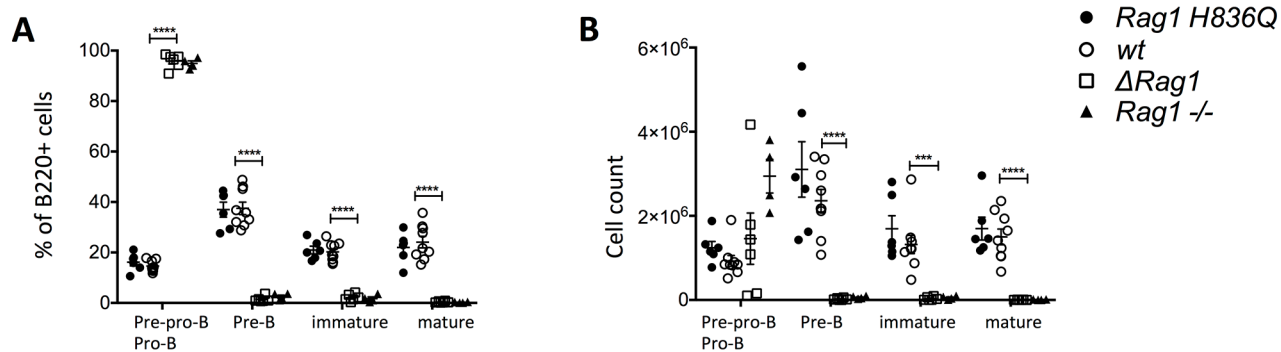 A
B
Rag1 H836Q
wt
ΔRag1
Rag1 -/-
% of B220+ cells
100
80
60
40
20
0
****
****
****
****
Pre-pro-B
Pro-B
Pre-B
immature
mature
Cell count
6×10⁶
4×10⁶
2×10⁶
0
****
***
****
Pre-pro-B
Pro-B
Pre-B
immature
mature